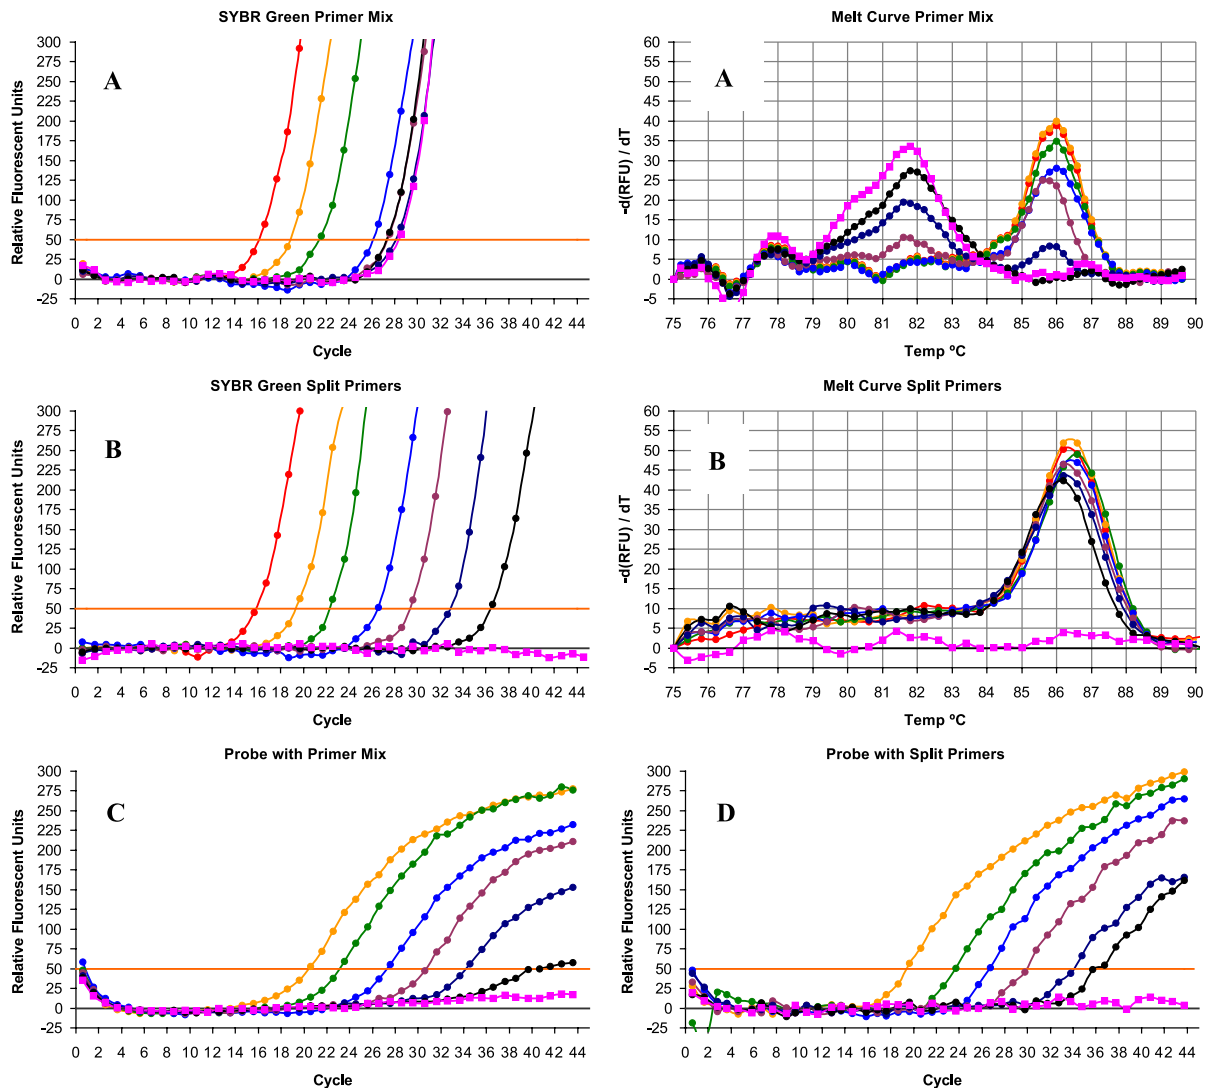 SYBR Green Primer Mix
A
Relative Fluorescent Units
300
275
250
225
200
175
150
125
100
75
50
25
0
-25
0 2 4 6 8 10 12 14 16 18 20 22 24 26 28 30 32 34 36 38 40 42 44
Cycle
Melt Curve Primer Mix
A
-d(RFU) / dT
60
55
50
45
40
35
30
25
20
15
10
5
0
-5
75 76 77 78 79 80 81 82 83 84 85 86 87 88 89 90
Temp ºC
SYBR Green Split Primers
B
Relative Fluorescent Units
300
275
250
225
200
175
150
125
100
75
50
25
0
-25
0 2 4 6 8 10 12 14 16 18 20 22 24 26 28 30 32 34 36 38 40 42 44
Cycle
Melt Curve Split Primers
B
-d(RFU) / dT
60
55
50
45
40
35
30
25
20
15
10
5
0
-5
75 76 77 78 79 80 81 82 83 84 85 86 87 88 89 90
Temp ºC
Probe with Primer Mix
C
Relative Fluorescent Units
300
275
250
225
200
175
150
125
100
75
50
25
0
-25
0 2 4 6 8 10 12 14 16 18 20 22 24 26 28 30 32 34 36 38 40 42 44
Cycle
Probe with Split Primers
D
Relative Fluorescent Units
300
275
250
225
200
175
150
125
100
75
50
25
0
-25
0 2 4 6 8 10 12 14 16 18 20 22 24 26 28 30 32 34 36 38 40 42 44
Cycle